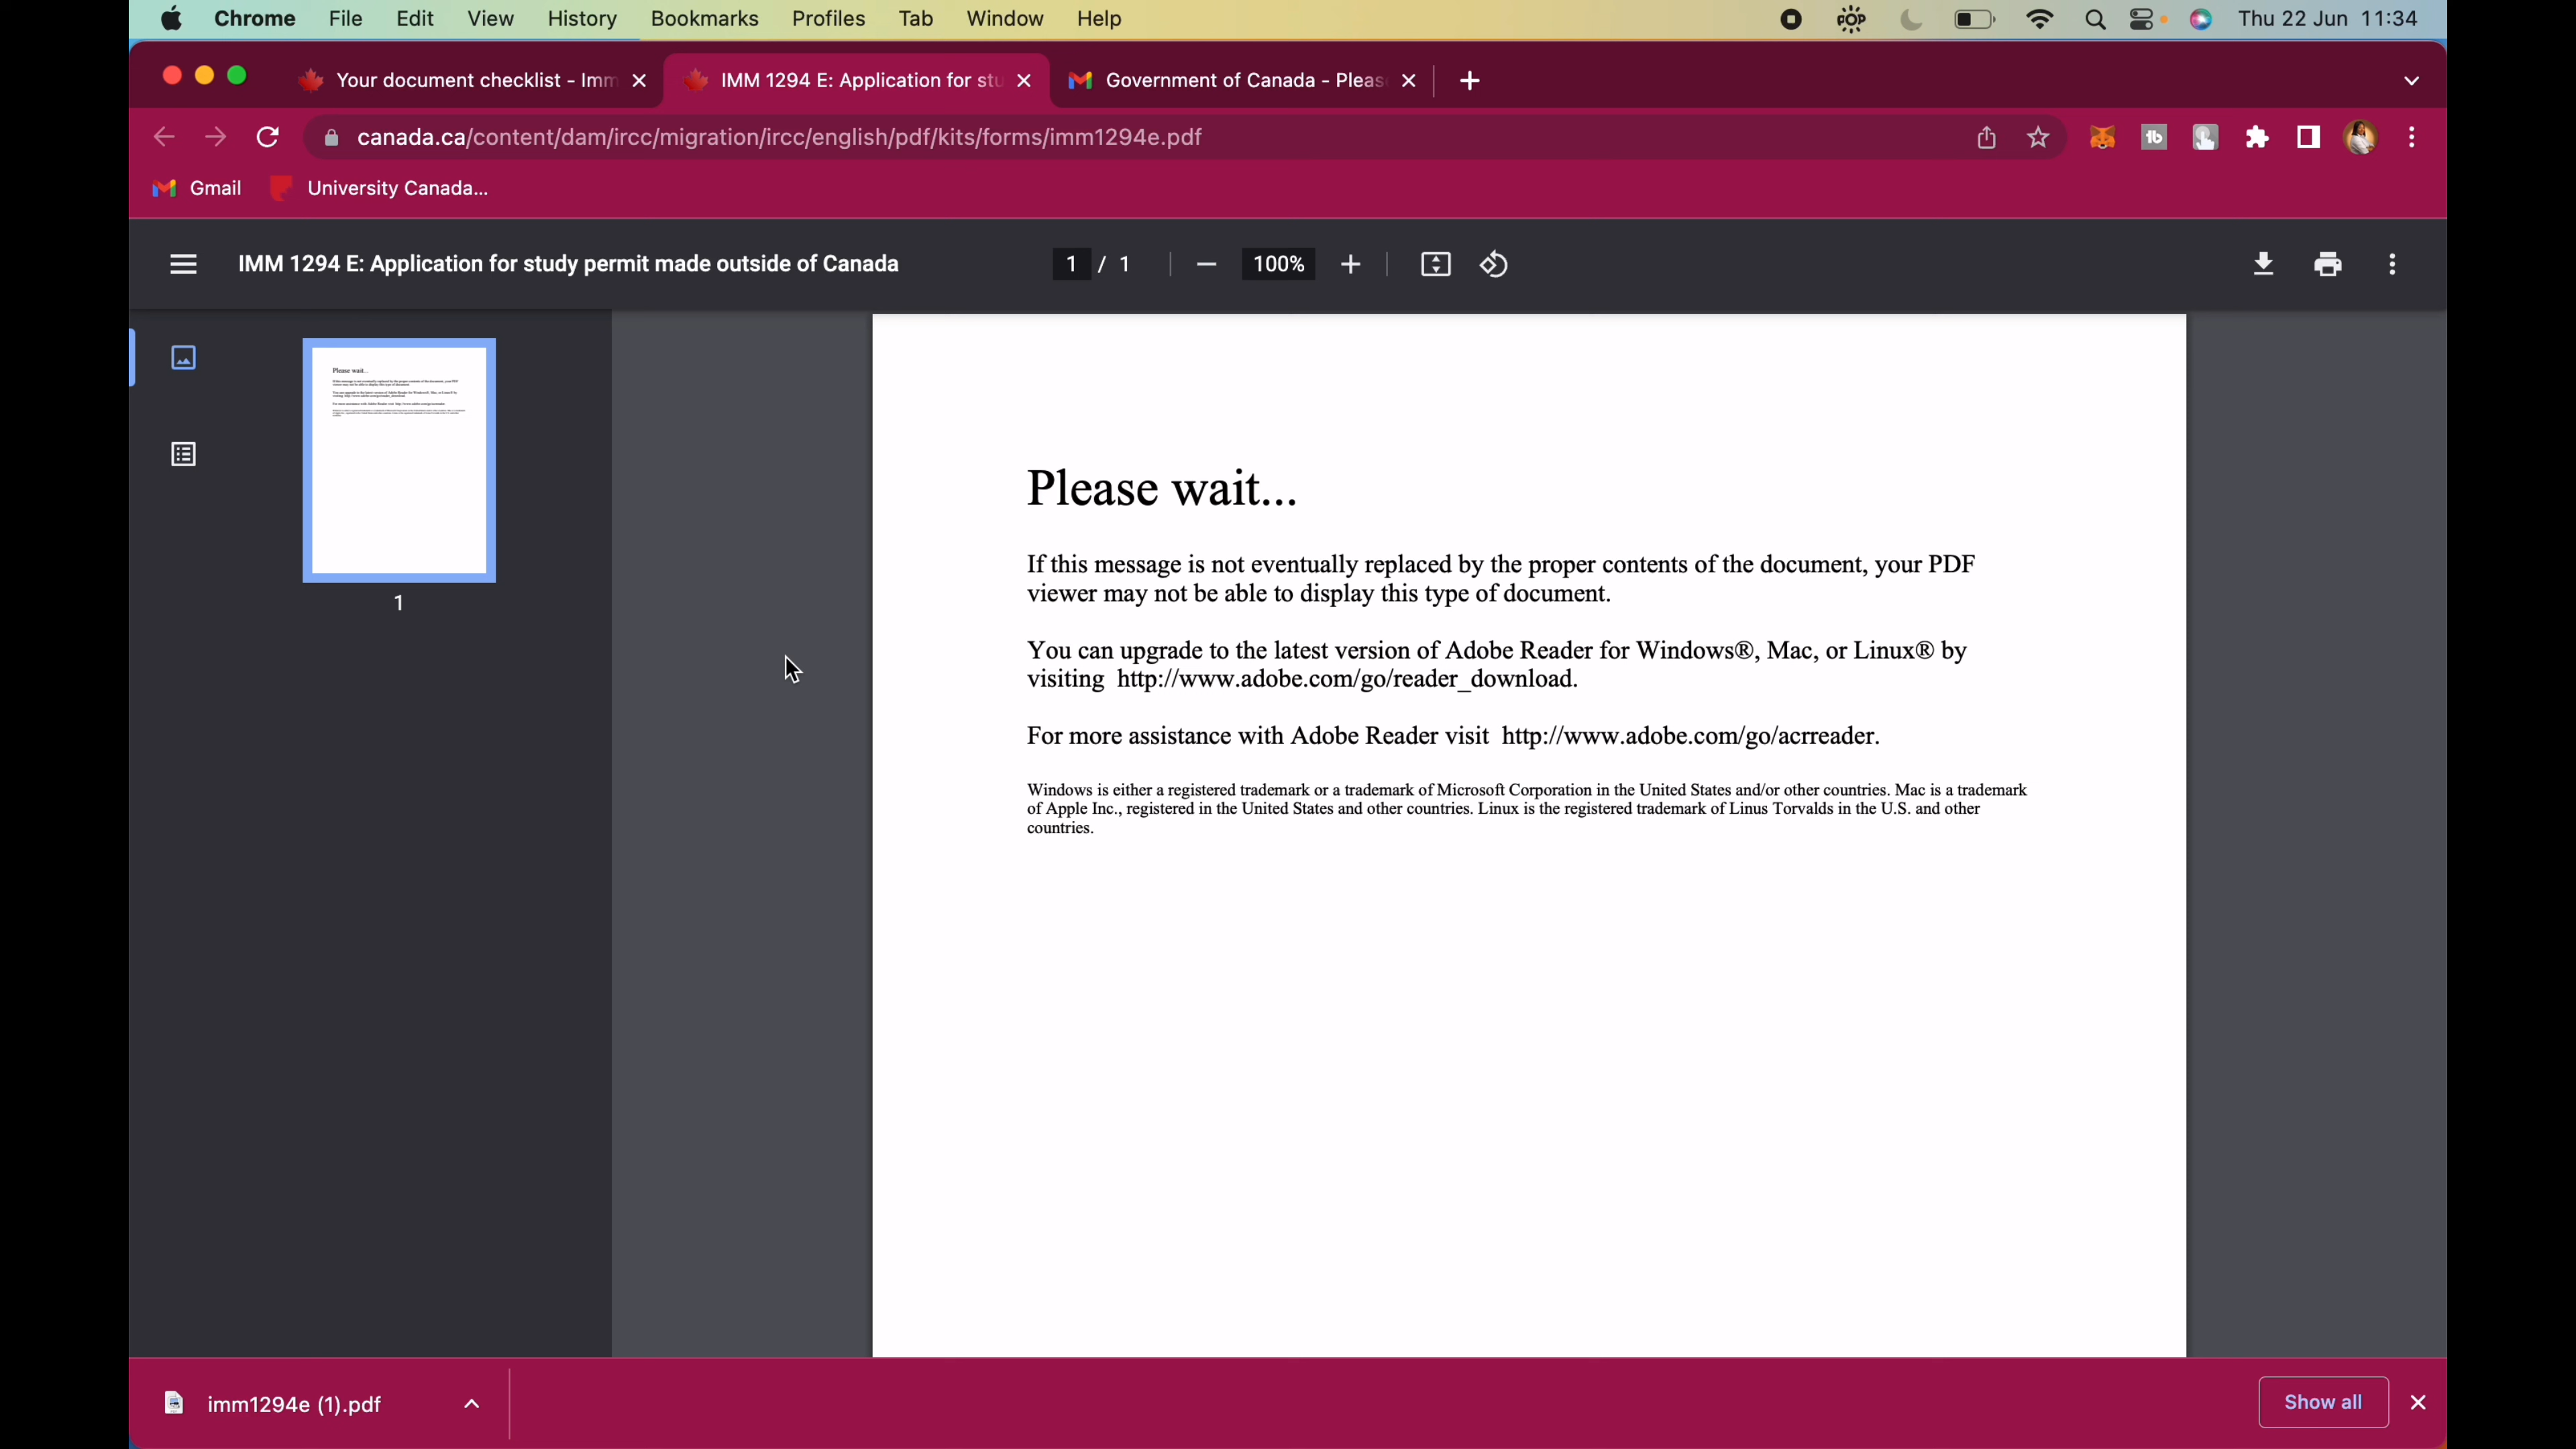 Chrome File Edit View History Bookmarks Profiles Tab Window Help POP Thu 22 Jun 11:34
Your document checklist - Imm IMM 1294 E: Application for stu Government of Canada - Pleas
canada.ca/content/dam/ircc/migration/ircc/english/pdf/kits/forms/imm1294e.pdf
Gmail University Canada...
IMM 1294 E: Application for study permit made outside of Canada 1 / 1 100%
Please wait...
If this message is not eventually replaced by the proper contents of the document, your PDF
viewer may not be able to display this type of document.
You can upgrade to the latest version of Adobe Reader for Windows®, Mac, or Linux® by
visiting http://www.adobe.com/go/reader_download.
For more assistance with Adobe Reader visit http://www.adobe.com/go/acrreader.
Windows is either a registered trademark or a trademark of Microsoft Corporation in the United States and/or other countries. Mac is a trademark
of Apple Inc., registered in the United States and other countries. Linux is the registered trademark of Linus Torvalds in the U.S. and other
countries.
1
imm1294e (1).pdf Show all